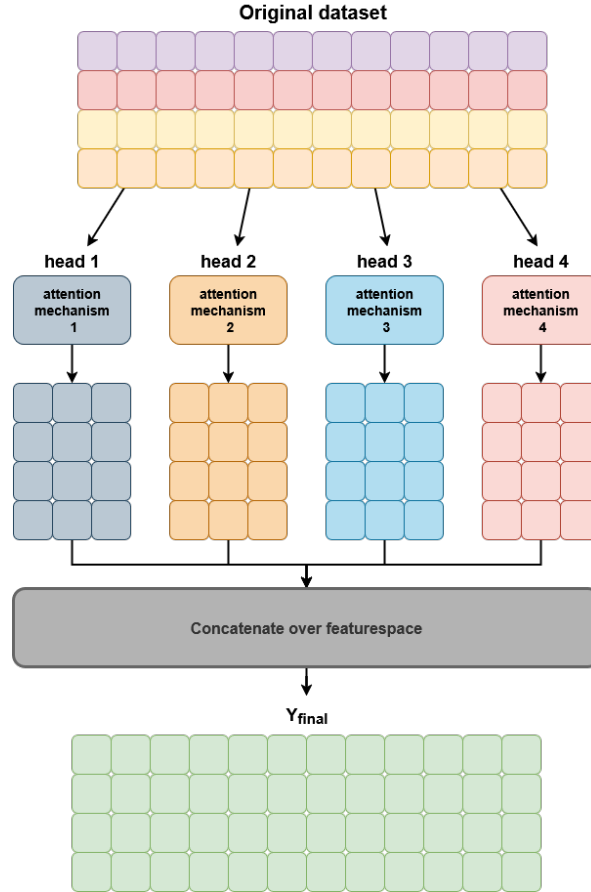 Original dataset
head 1
head 2
head 3
head 4
attention
mechanism
1
attention
mechanism
2
attention
mechanism
3
attention
mechanism
4
Concatenate over featurespace
Y_final